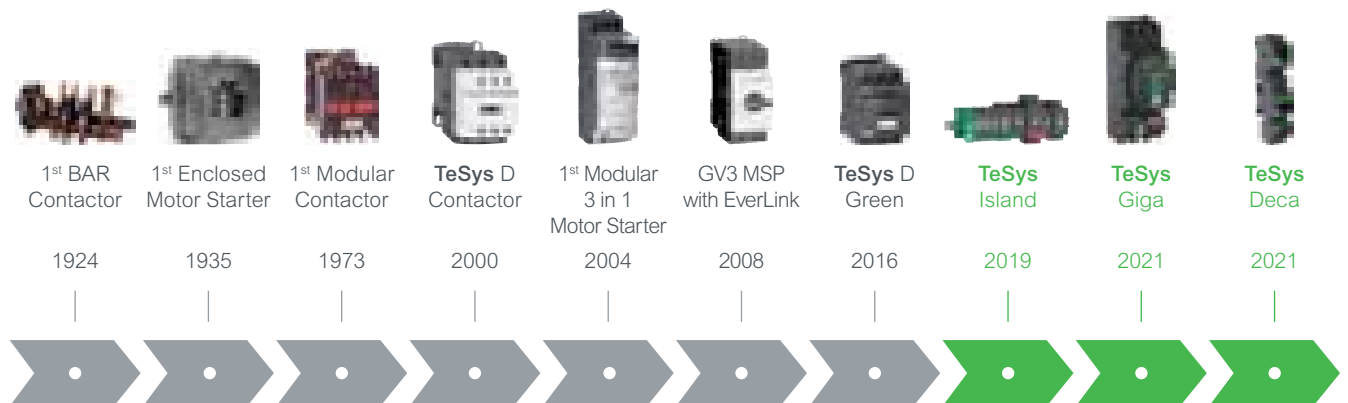 1st BAR
Contactor
1924
1st Enclosed
Motor Starter
1935
1st Modular
Contactor
1973
TeSys D
Contactor
2000
1st Modular
3 in 1
Motor Starter
2004
GV3 MSP
with EverLink
2008
TeSys D
Green
2016
TeSys
Island
2019
TeSys
Giga
2021
TeSys
Deca
2021